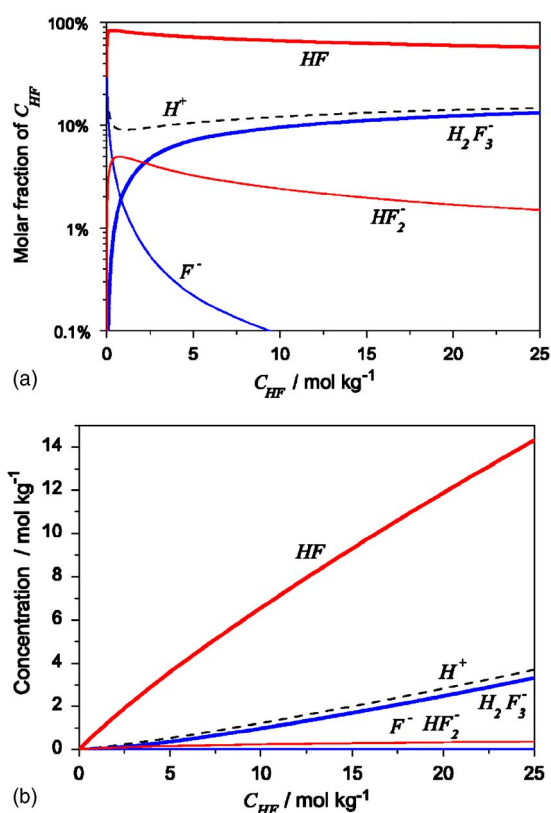 100%
10%
1%
0.1%
Molar fraction of C_HF
HF
H⁺
H₂F₃⁻
HF₂⁻
F⁻
0 5 10 15 20 25
(a)
C_HF / mol kg⁻¹
14
12
10
8
6
4
2
0
Concentration / mol kg⁻¹
HF
H⁺
H₂F₃⁻
F⁻ HF₂⁻
0 5 10 15 20 25
(b)
C_HF / mol kg⁻¹